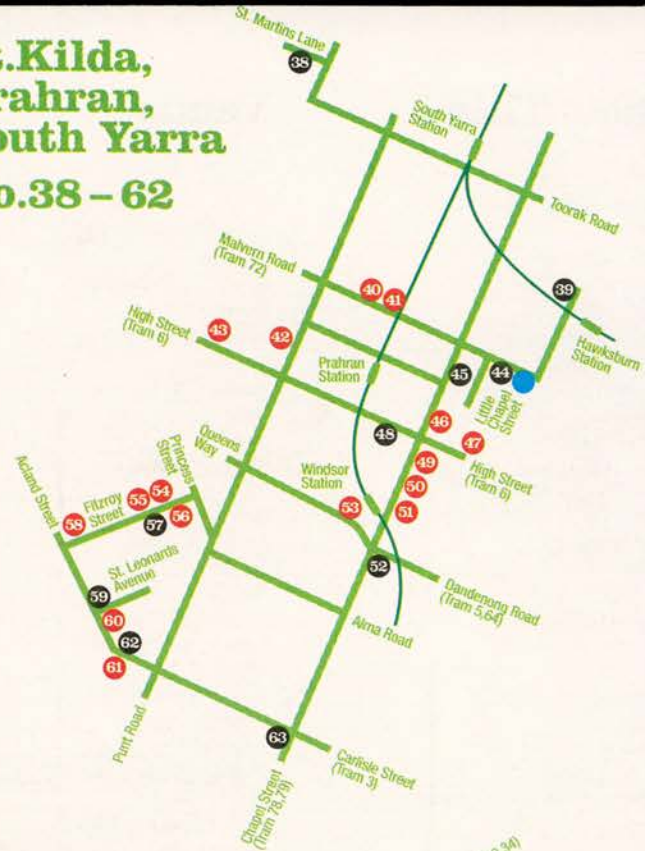 t.Kilda,
rahran,
outh Yarra
o.38 – 62
St. Martins Lane
38
South Yarra
Station
Toorak Road
Malvern Road
(Tram 72)
40
41
39
Hawksburn
Station
High Street
(Tram 6)
43
42
Prahran
Station
45
44
Little
Chapel
Street
46
48
47
High Street
(Tram 6)
Queens
Way
Windsor
Station
49
50
51
53
Princess
Street
Acland Street
Fitzroy
Street
58
55
54
57
56
52
Dandenong Road
(Tram 5,64)
St. Leonards
Avenue
59
60
62
61
Alma Road
Punt Road
63
Carlisle Street
(Tram 3)
Chapel Street
(Tram 78,79)